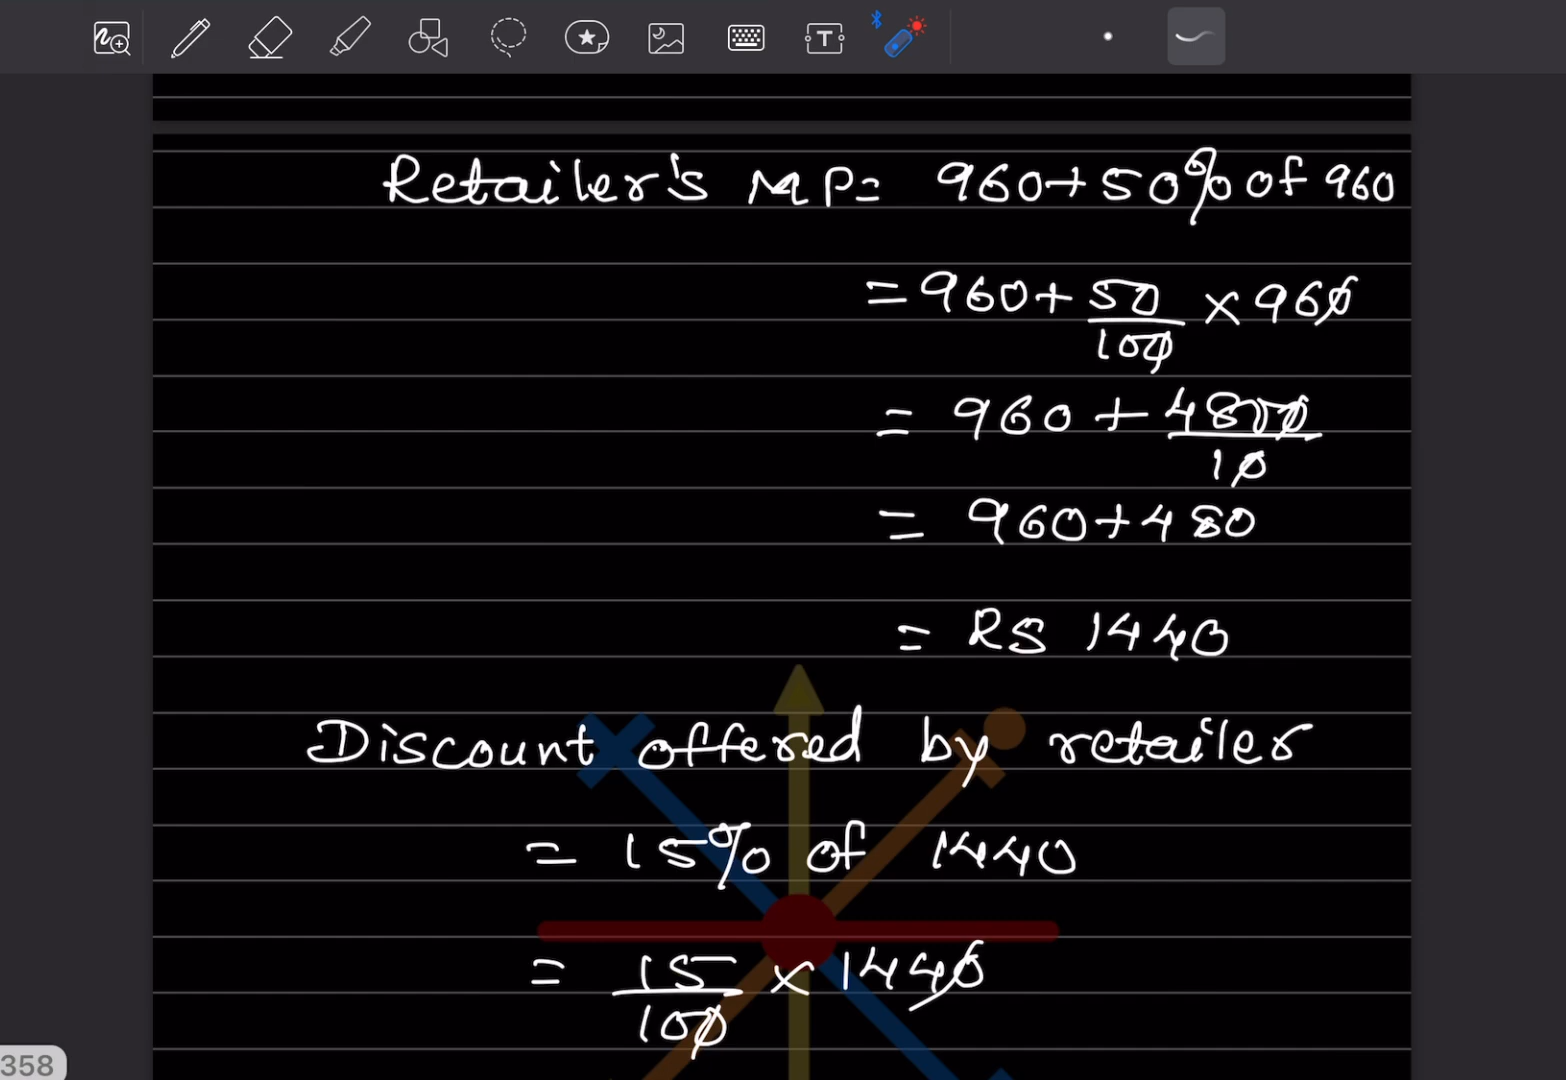 Retailer's MP= 960+50% of 960
= 960+ 50/100 × 960
= 960 + 4800/10
= 960+480
= RS 1440
Discount offered by retailer
= 15% of 1440
= 15/100 × 1440
358